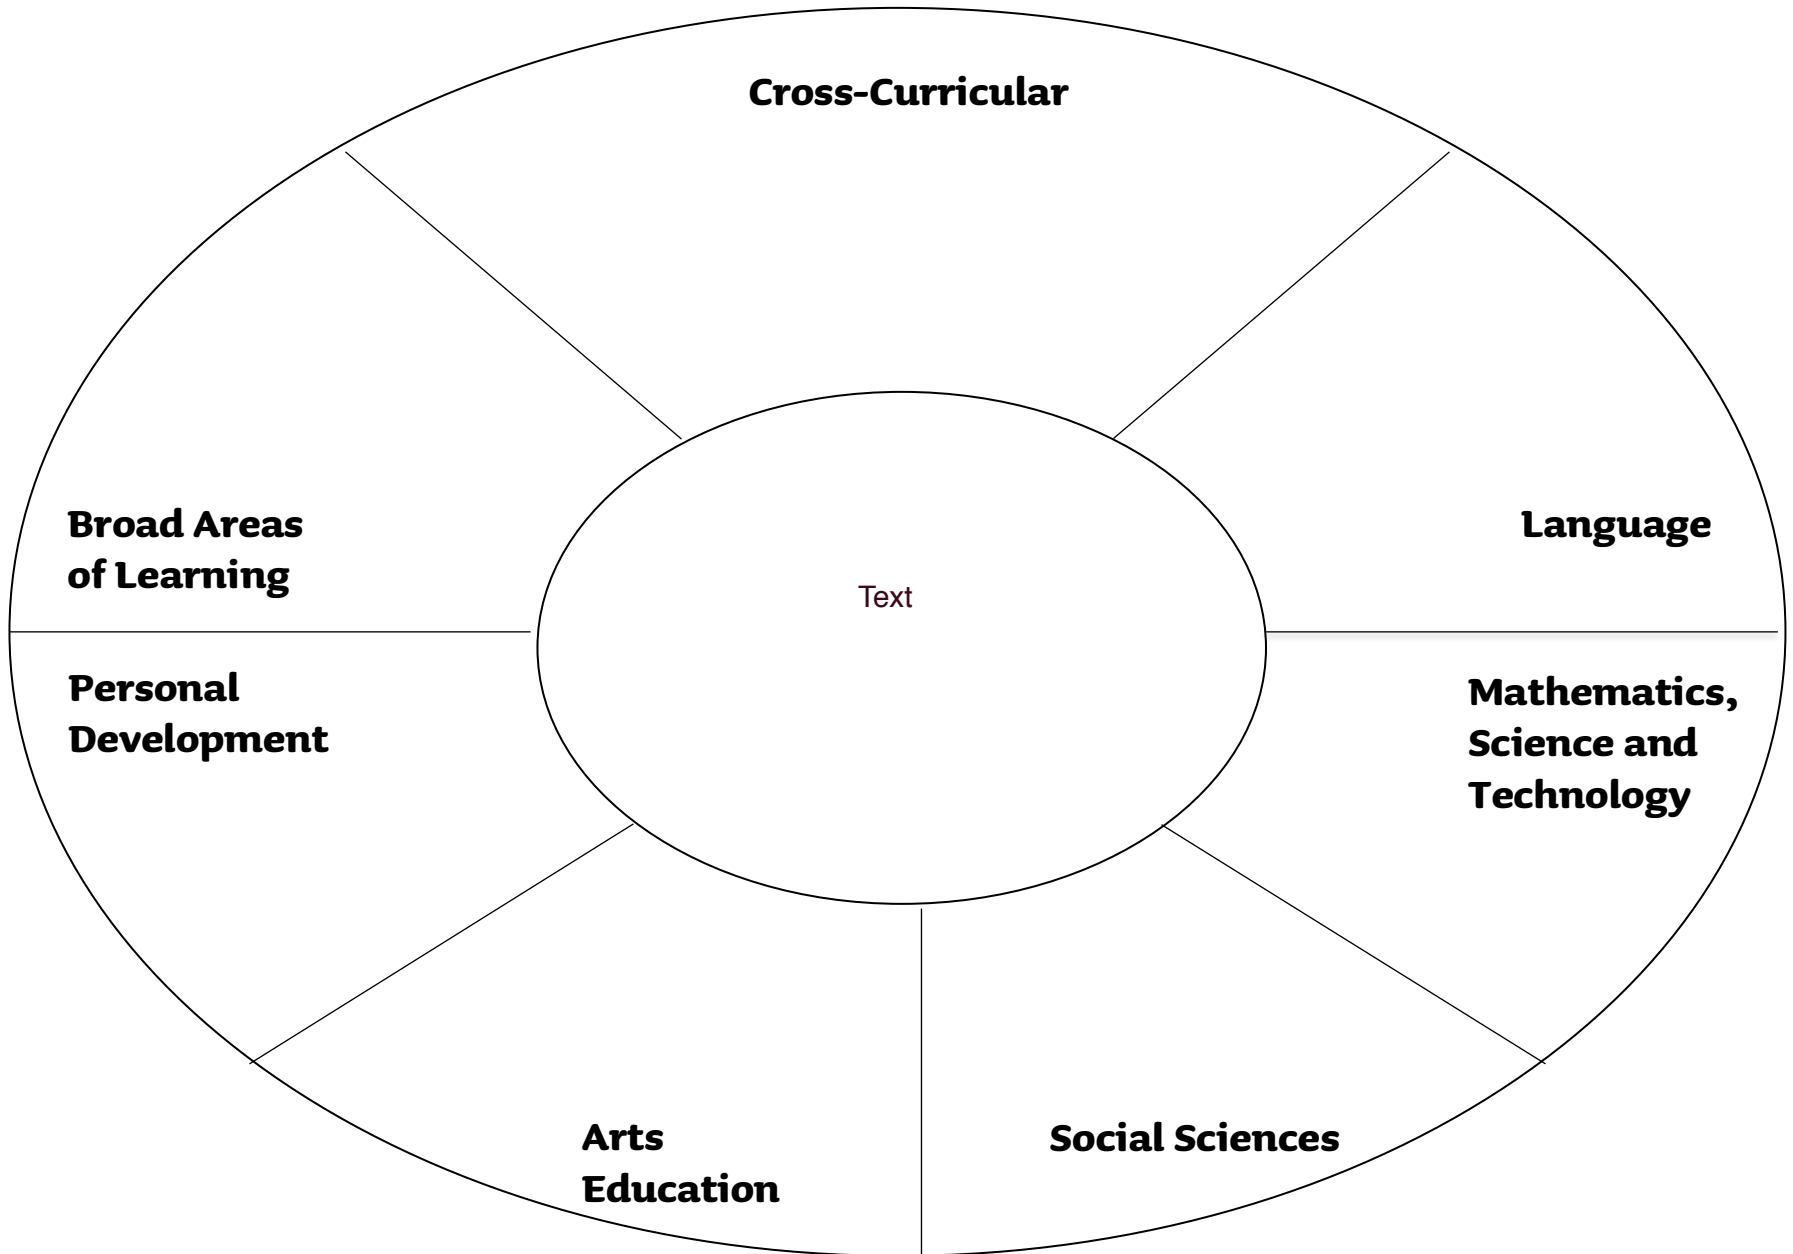 Cross-Curricular
Broad Areas
of Learning
Language
Text
Personal
Development
Mathematics,
Science and
Technology
Arts
Education
Social Sciences